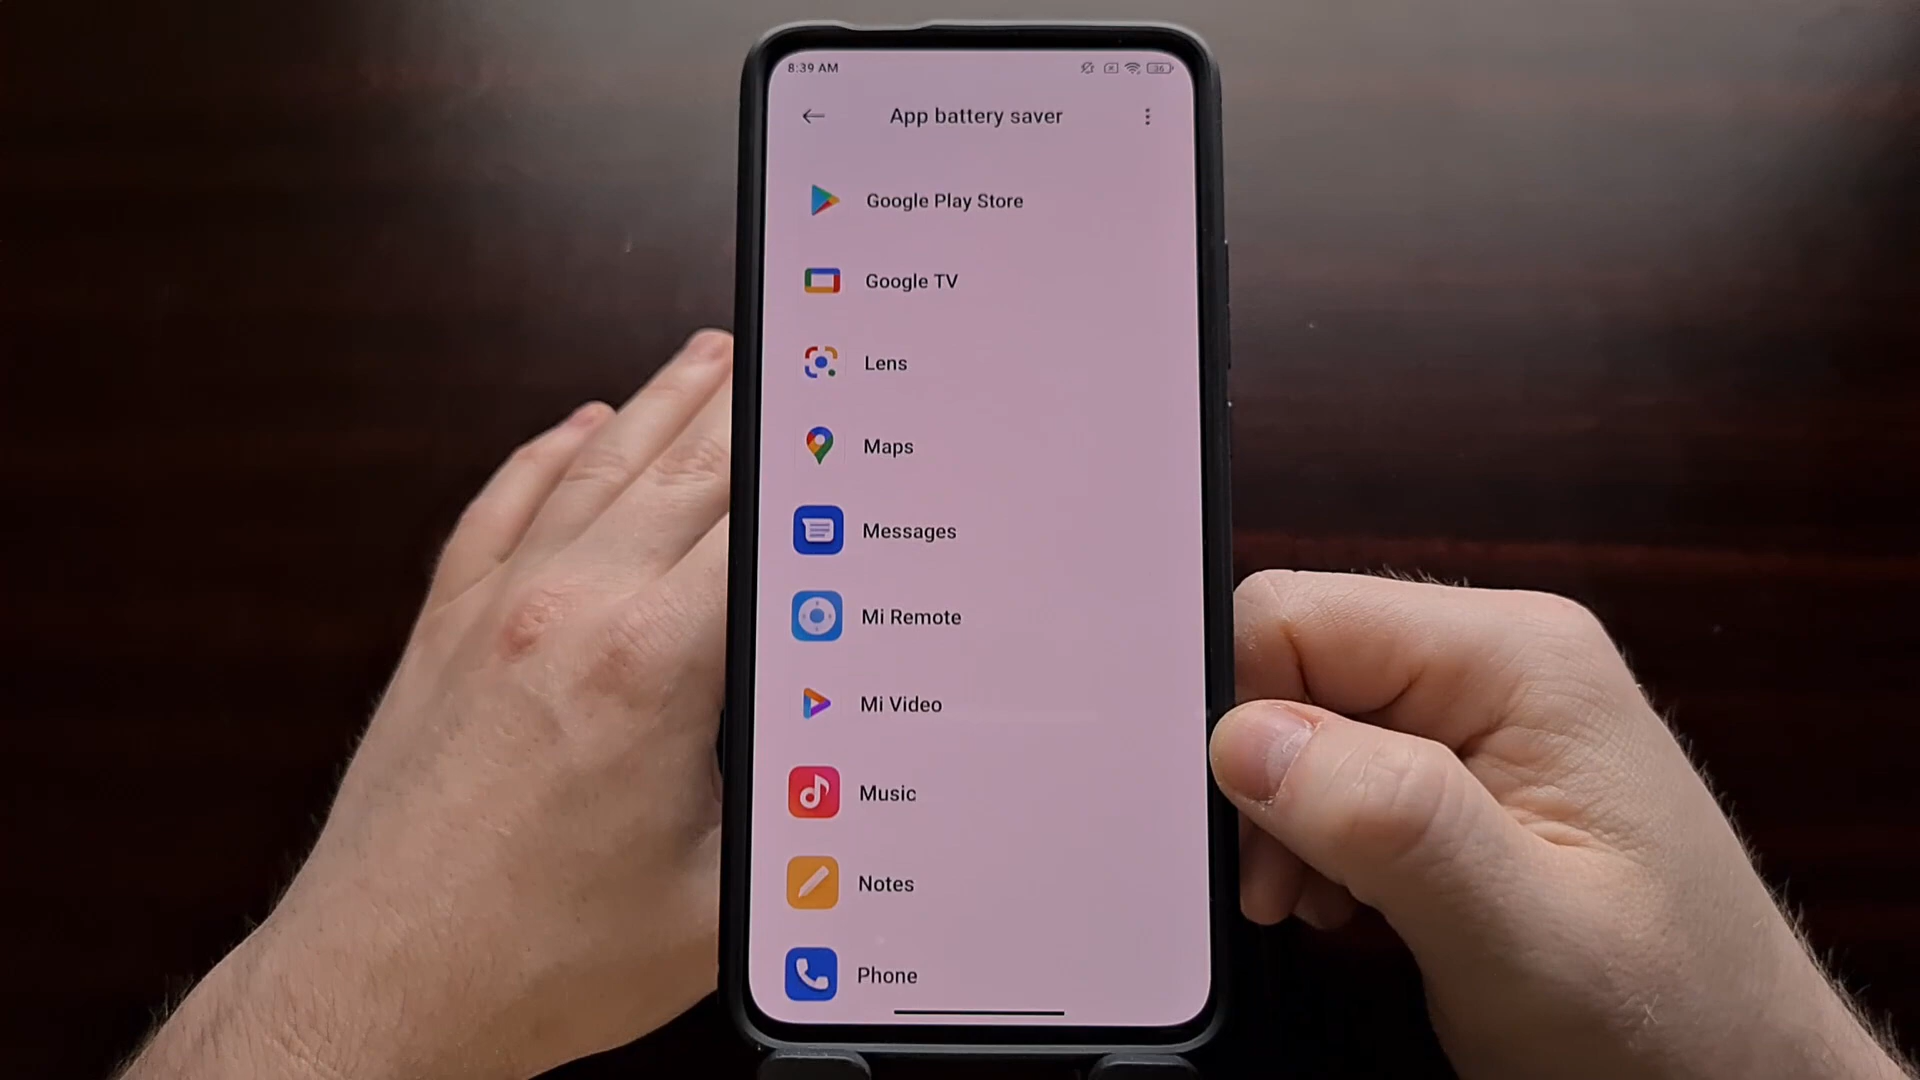 8:39 AM
36
App battery saver
Google Play Store
Google TV
Lens
Maps
Messages
Mi Remote
Mi Video
Music
Notes
Phone